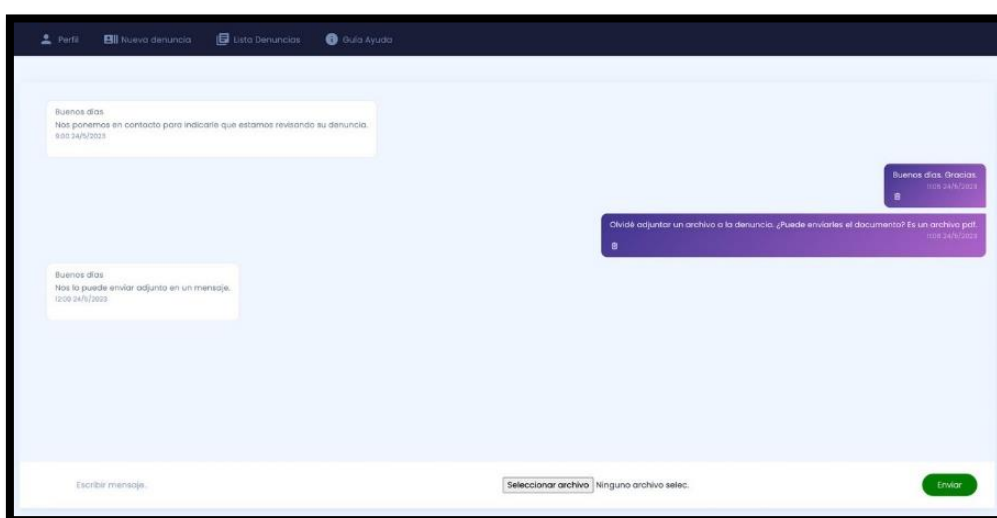 Perfil Nueva denuncia Lista Denuncias Guía Ayuda
Buenos días
Nos ponemos en contacto para indicarle que estamos revisando su denuncia.
9:00 24/5/2023
Buenos días. Gracias.
11:05 24/5/2023
Olvidé adjuntar un archivo a la denuncia. ¿Puede enviarles el documento? Es un archivo pdf.
24/5/2023
Buenos días
Nos lo puede enviar adjunto en un mensaje.
12:00 24/5/2023
Escribir mensaje. Seleccionar archivo Ninguno archivo selec. Enviar